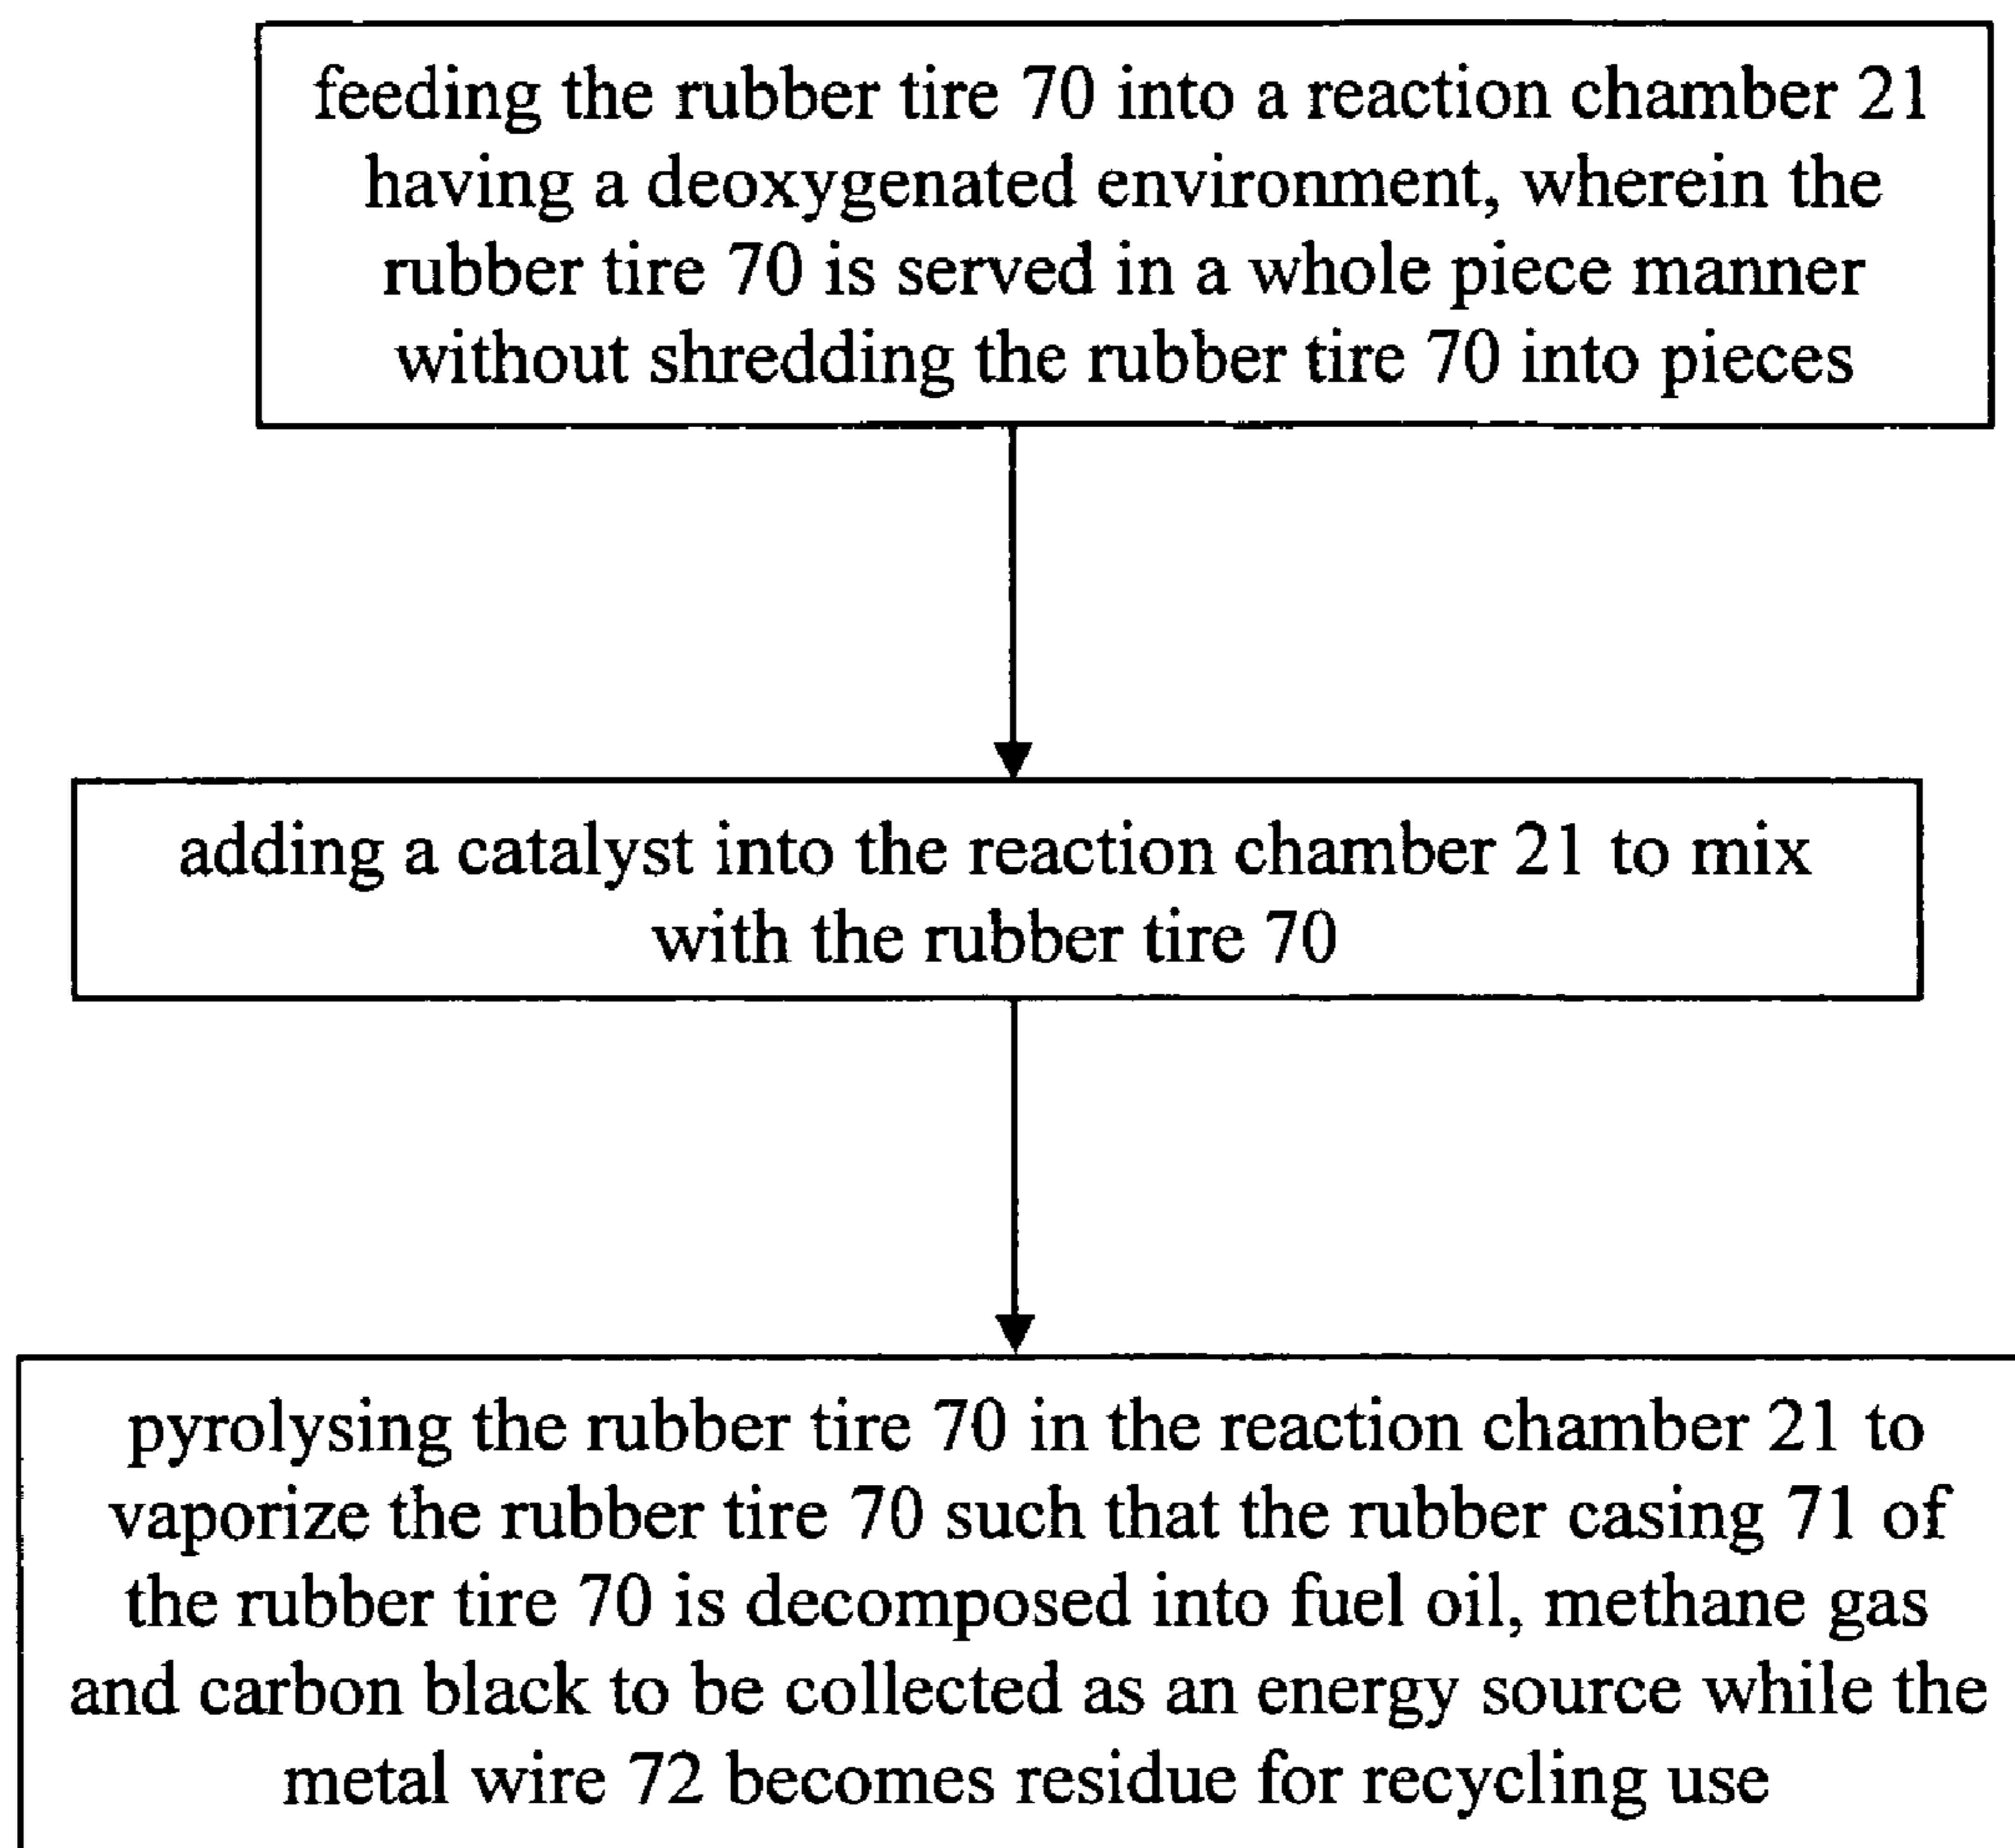 feeding the rubber tire 70 into a reaction chamber 21
having a deoxygenated environment, wherein the
rubber tire 70 is served in a whole piece manner
without shredding the rubber tire 70 into pieces
adding a catalyst into the reaction chamber 21 to mix
with the rubber tire 70
pyrolysing the rubber tire 70 in the reaction chamber 21 to
vaporize the rubber tire 70 such that the rubber casing 71 of
the rubber tire 70 is decomposed into fuel oil, methane gas
and carbon black to be collected as an energy source while the
metal wire 72 becomes residue for recycling use